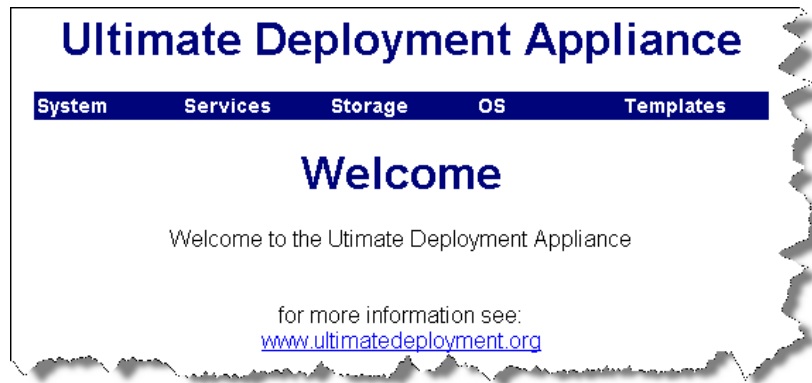 Ultimate Deployment Appliance
System Services Storage OS Templates
Welcome
Welcome to the Utimate Deployment Appliance
for more information see:
www.ultimatedeployment.org